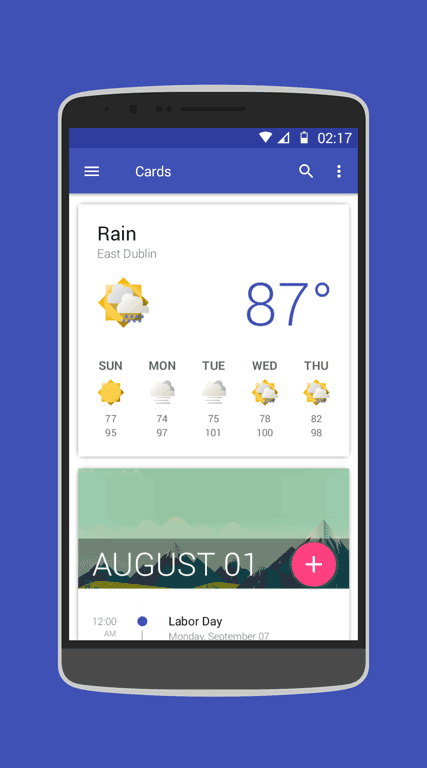 02:17
Cards
Rain
East Dublin
87°
SUN MON TUE WED THU
77 74 75 78 82
95 97 101 100 98
AUGUST 01
+
12:00 Labor Day
AM Monday, September 07